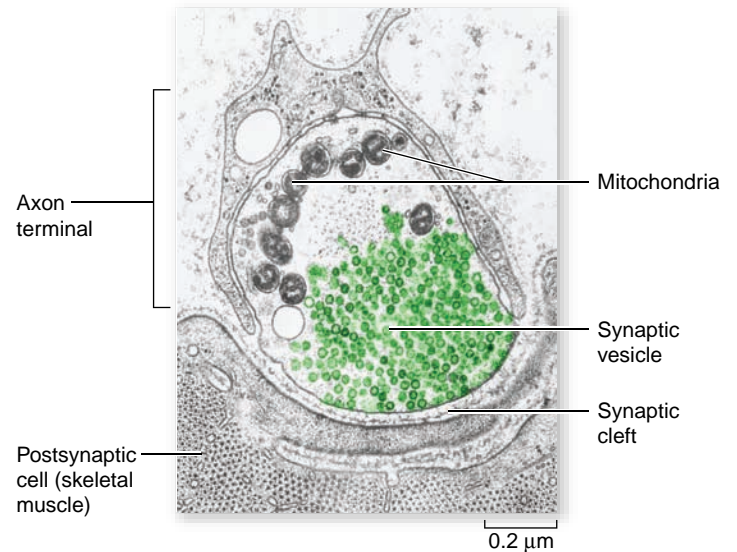 Axon
terminal
Mitochondria
Synaptic
vesicle
Synaptic
cleft
Postsynaptic
cell (skeletal
muscle)
0.2 μm